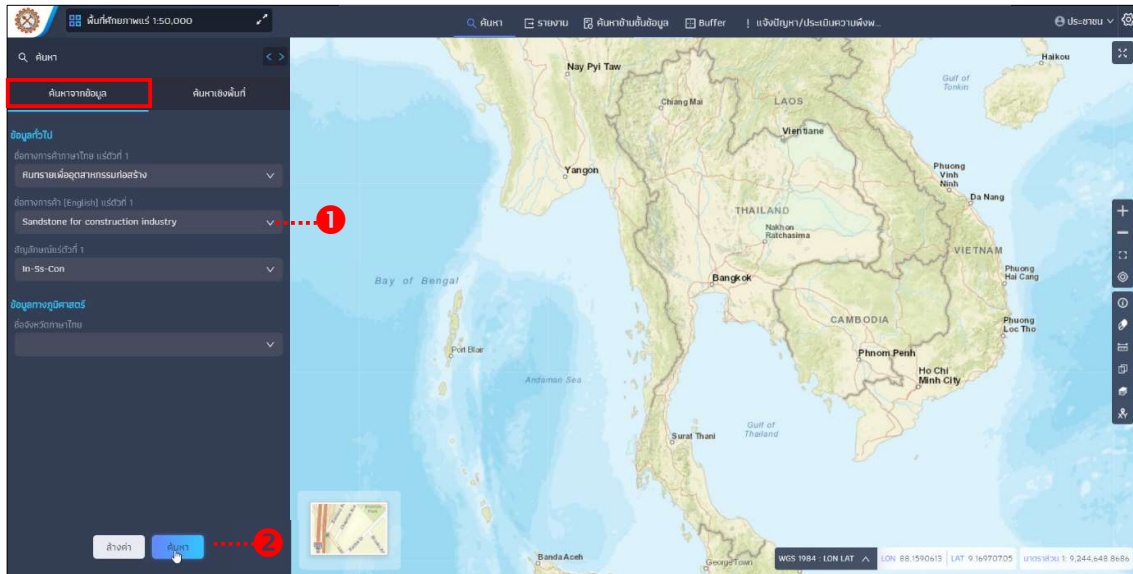 พื้นที่ศักยภาพแร่ 1:50,000
ค้นหา
รายงาน
ค้นหาข้ามชั้นข้อมูล
Buffer
แจ้งปัญหา/ประเมินความพึงพ...
ประชาชน
ค้นหา
ค้นหาจากข้อมูล
ค้นหาเชิงพื้นที่
ข้อมูลทั่วไป
ชื่อทางการค้าภาษาไทย แร่ตัวที่ 1
หินทรายเพื่ออุตสาหกรรมก่อสร้าง
ชื่อทางการค้า [English] แร่ตัวที่ 1
Sandstone for construction industry
1
สัญลักษณ์แร่ตัวที่ 1
In-Ss-Con
ข้อมูลทางภูมิศาสตร์
ชื่อจังหวัดภาษาไทย
ล้างค่า
ค้นหา
2
Nay Pyi Taw
Haikou
Gulf of
Tonkin
Chiang Mai
LAOS
Vientiane
Yangon
Phuong
Vinh
Ninh
Da Nang
THAILAND
Nakhon
Ratchasima
VIETNAM
Bay of Bengal
Bangkok
Phuong
Hai Cang
CAMBODIA
Phuong
Loc Tho
Port Blair
Phnom Penh
Andaman Sea
Ho Chi
Minh City
Gulf of
Thailand
Surat Thani
Banda Aceh
GeorgeTown
WGS 1984 : LON LAT
LON 88.1590613
LAT 9.16970705
มาตราส่วน 1: 9,244,648.8686